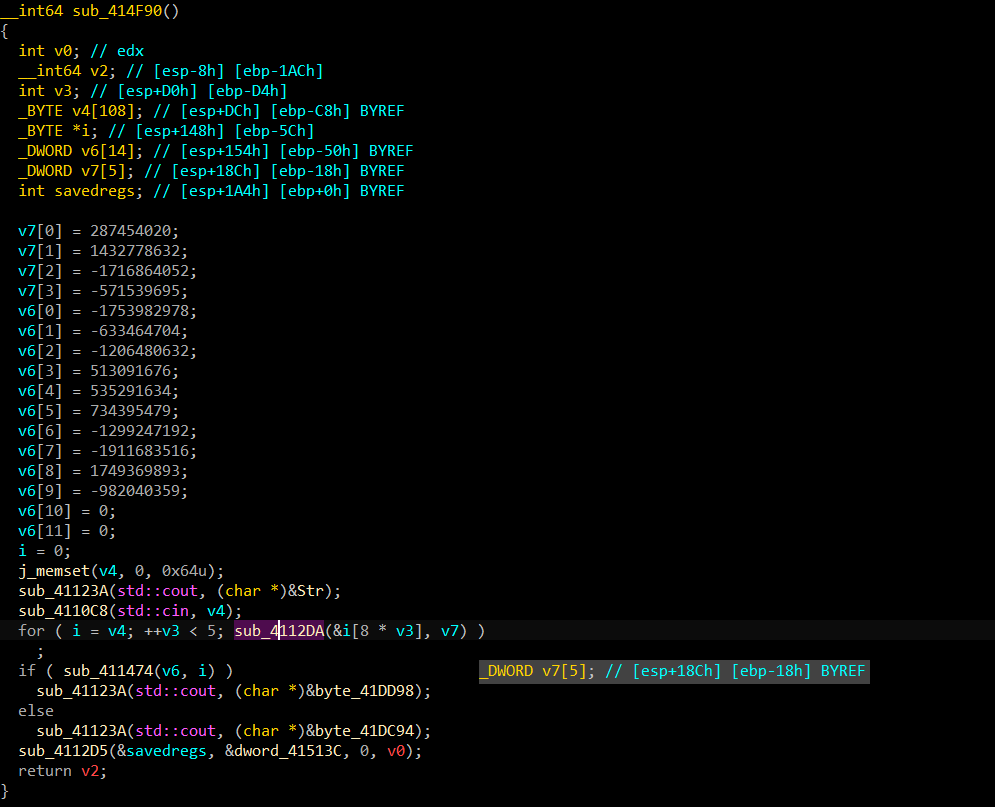 __int64 sub_414F90()
{
  int v0; // edx
  __int64 v2; // [esp-8h] [ebp-1ACh]
  int v3; // [esp+D0h] [ebp-D4h]
  _BYTE v4[108]; // [esp+DCh] [ebp-C8h] BYREF
  _BYTE *i; // [esp+148h] [ebp-5Ch]
  _DWORD v6[14]; // [esp+154h] [ebp-50h] BYREF
  _DWORD v7[5]; // [esp+18Ch] [ebp-18h] BYREF
  int savedregs; // [esp+1A4h] [ebp+0h] BYREF

  v7[0] = 287454020;
  v7[1] = 1432778632;
  v7[2] = -1716864052;
  v7[3] = -571539695;
  v6[0] = -1753982978;
  v6[1] = -633464704;
  v6[2] = -1206480632;
  v6[3] = 513091676;
  v6[4] = 535291634;
  v6[5] = 734395479;
  v6[6] = -1299247192;
  v6[7] = -1911683516;
  v6[8] = 1749369893;
  v6[9] = -982040359;
  v6[10] = 0;
  v6[11] = 0;
  i = 0;
  j_memset(v4, 0, 0x64u);
  sub_41123A(std::cout, (char *)&Str);
  sub_4110C8(std::cin, v4);
  for ( i = v4; ++v3 < 5; sub_4112DA(&i[8 * v3], v7) )
    ;
  if ( sub_411474(v6, i) )
_DWORD v7[5]; // [esp+18Ch] [ebp-18h] BYREF
    sub_41123A(std::cout, (char *)&byte_41DD98);
  else
    sub_41123A(std::cout, (char *)&byte_41DC94);
  sub_4112D5(&savedregs, &dword_41513C, 0, v0);
  return v2;
}